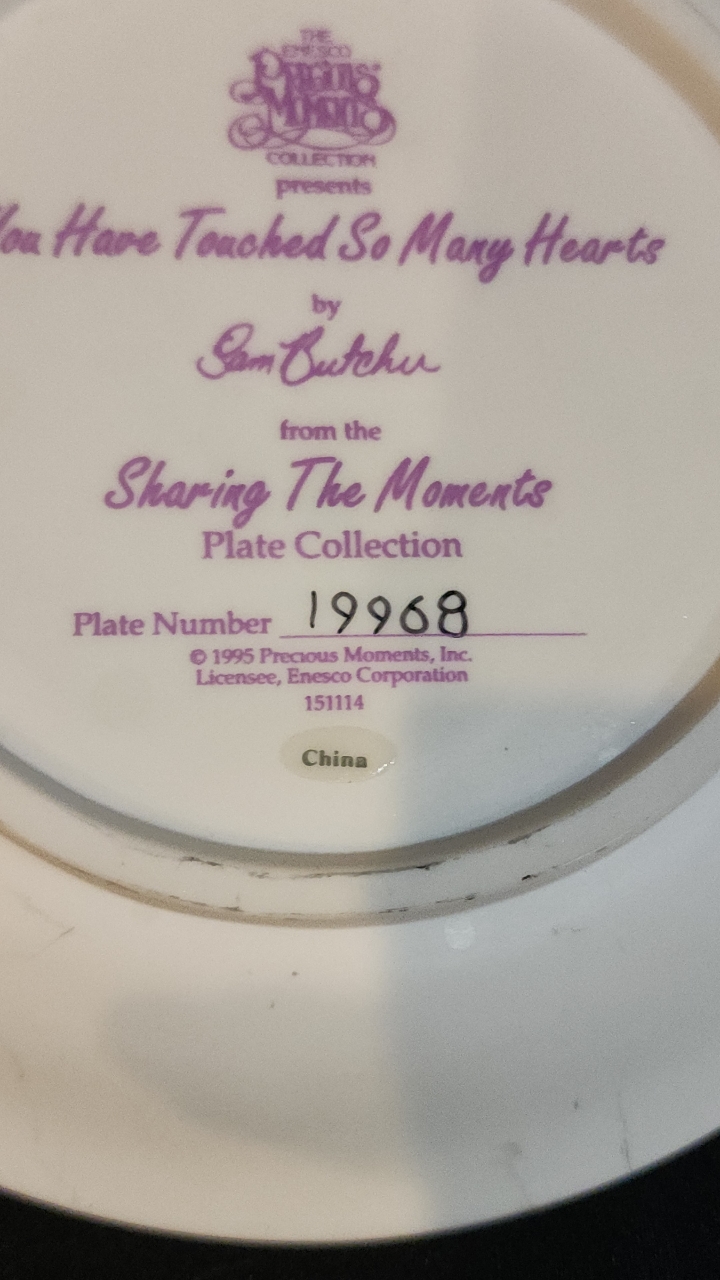 THE
ENESCO
PRECIOUS
MOMENTS
COLLECTION
presents
You Have Touched So Many Hearts
by
Sam Butcher
from the
Sharing The Moments
Plate Collection
Plate Number 19968
© 1995 Precious Moments, Inc.
Licensee, Enesco Corporation
151114
China